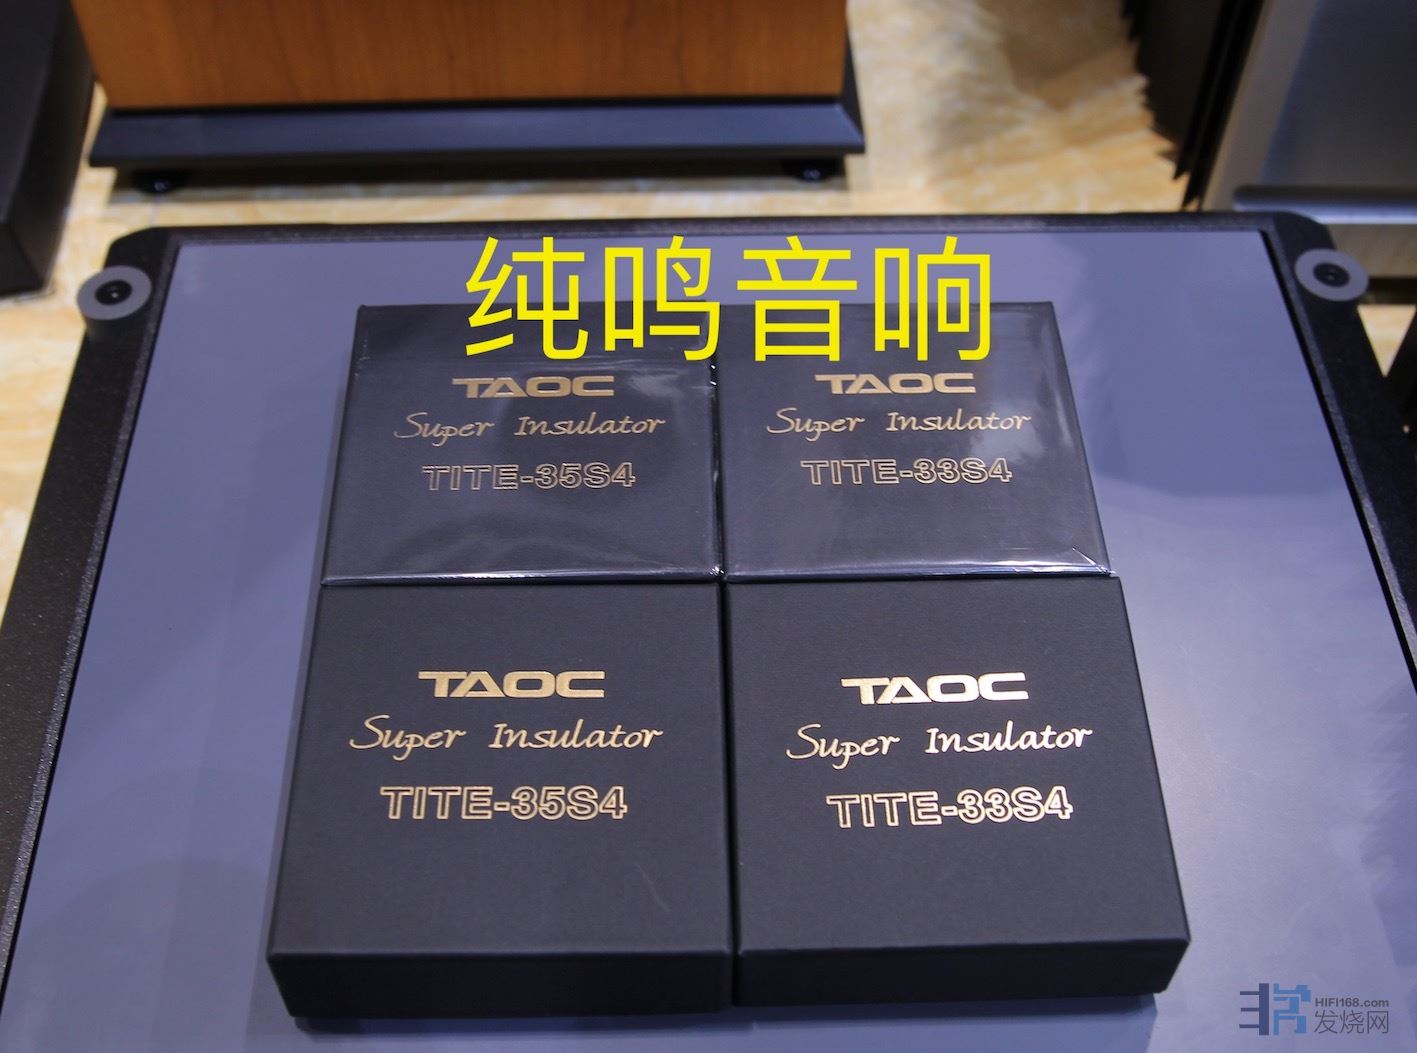 纯鸣音响
TAOC
Super Insulator
TITE-35S4
TAOC
Super Insulator
TITE-33S4
TAOC
Super Insulator
TITE-35S4
TAOC
Super Insulator
TITE-33S4
HIFI168.com
发烧网